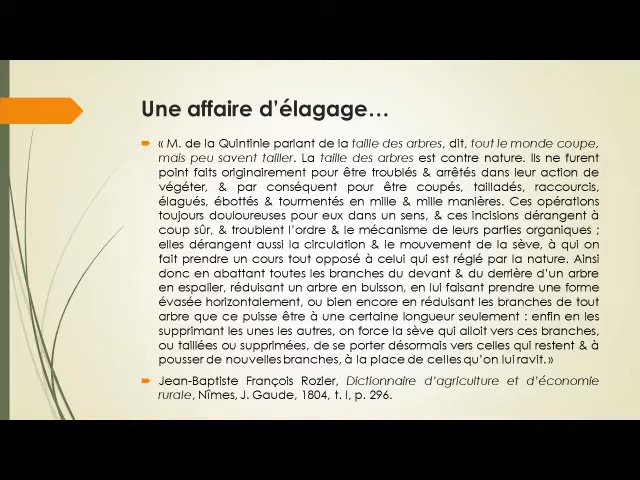 Une affaire d’élagage…
« M. de la Quintinie parlant de la taille des arbres, dit, tout le monde coupe,
mais peu savent tailler. La taille des arbres est contre nature. Ils ne furent
point faits originairement pour être troublés & arrêtés dans leur action de
végéter, & par conséquent pour être coupés, tailladés, raccourcis,
élagués, ébottés & tourmentés en mille & mille manières. Ces opérations
toujours douloureuses pour eux dans un sens, & ces incisions dérangent à
coup sûr, & troublent l’ordre & le mécanisme de leurs parties organiques ;
elles dérangent aussi la circulation & le mouvement de la sève, à qui on
fait prendre un cours tout opposé à celui qui est réglé par la nature. Ainsi
donc en abattant toutes les branches du devant & du derrière d’un arbre
en espalier, réduisant un arbre en buisson, en lui faisant prendre une forme
évasée horizontalement, ou bien encore en réduisant les branches de tout
arbre que ce puisse être à une certaine longueur seulement : enfin en les
supprimant les unes les autres, on force la sève qui alloit vers ces branches,
ou taillées ou supprimées, de se porter désormais vers celles qui restent & à
pousser de nouvelles branches, à la place de celles qu’on lui ravit. »
Jean-Baptiste François Rozier, Dictionnaire d’agriculture et d’économie
rurale, Nîmes, J. Gaude, 1804, t. I, p. 296.